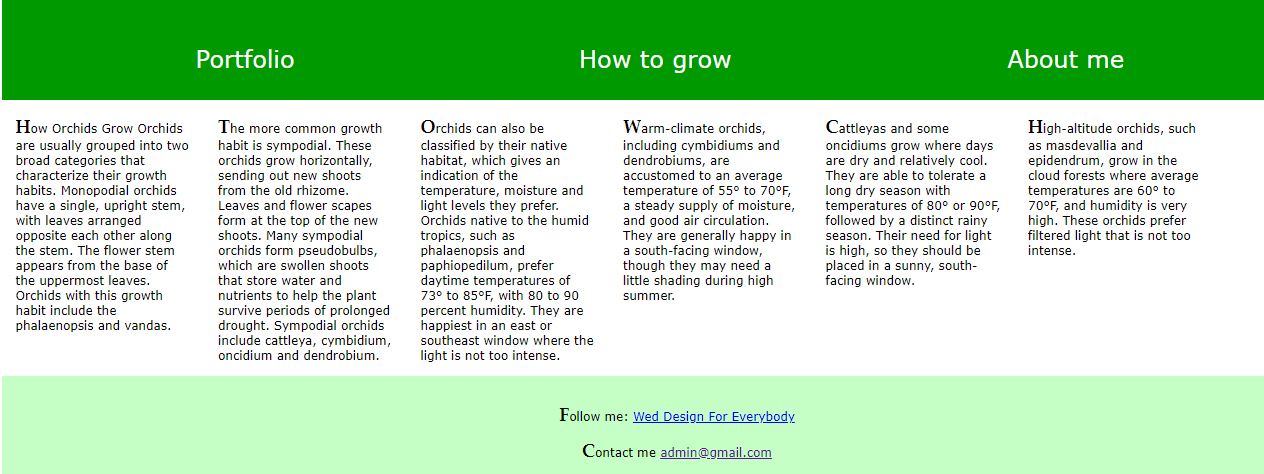 Portfolio
How to grow
About me
How Orchids Grow Orchids
are usually grouped into two
broad categories that
characterize their growth
habits. Monopodial orchids
have a single, upright stem,
with leaves arranged
opposite each other along
the stem. The flower stem
appears from the base of
the uppermost leaves.
Orchids with this growth
habit include the
phalaenopsis and vandas.
The more common growth
habit is sympodial. These
orchids grow horizontally,
sending out new shoots
from the old rhizome.
Leaves and flower scapes
form at the top of the new
shoots. Many sympodial
orchids form pseudobulbs,
which are swollen shoots
that store water and
nutrients to help the plant
survive periods of prolonged
drought. Sympodial orchids
include cattleya, cymbidium,
oncidium and dendrobium.
Orchids can also be
classified by their native
habitat, which gives an
indication of the
temperature, moisture and
light levels they prefer.
Orchids native to the humid
tropics, such as
phalaenopsis and
paphiopedilum, prefer
daytime temperatures of
73° to 85°F, with 80 to 90
percent humidity. They are
happiest in an east or
southeast window where the
light is not too intense.
Warm-climate orchids,
including cymbidiums and
dendrobiums, are
accustomed to an average
temperature of 55° to 70°F,
a steady supply of moisture,
and good air circulation.
They are generally happy in
a south-facing window,
though they may need a
little shading during high
summer.
Cattleyas and some
oncidiums grow where days
are dry and relatively cool.
They are able to tolerate a
long dry season with
temperatures of 80° or 90°F,
followed by a distinct rainy
season. Their need for light
is high, so they should be
placed in a sunny, south-
facing window.
High-altitude orchids, such
as masdevallia and
epidendrum, grow in the
cloud forests where average
temperatures are 60° to
70°F, and humidity is very
high. These orchids prefer
filtered light that is not too
intense.
Follow me: Wed Design For Everybody
Contact me admin@gmail.com